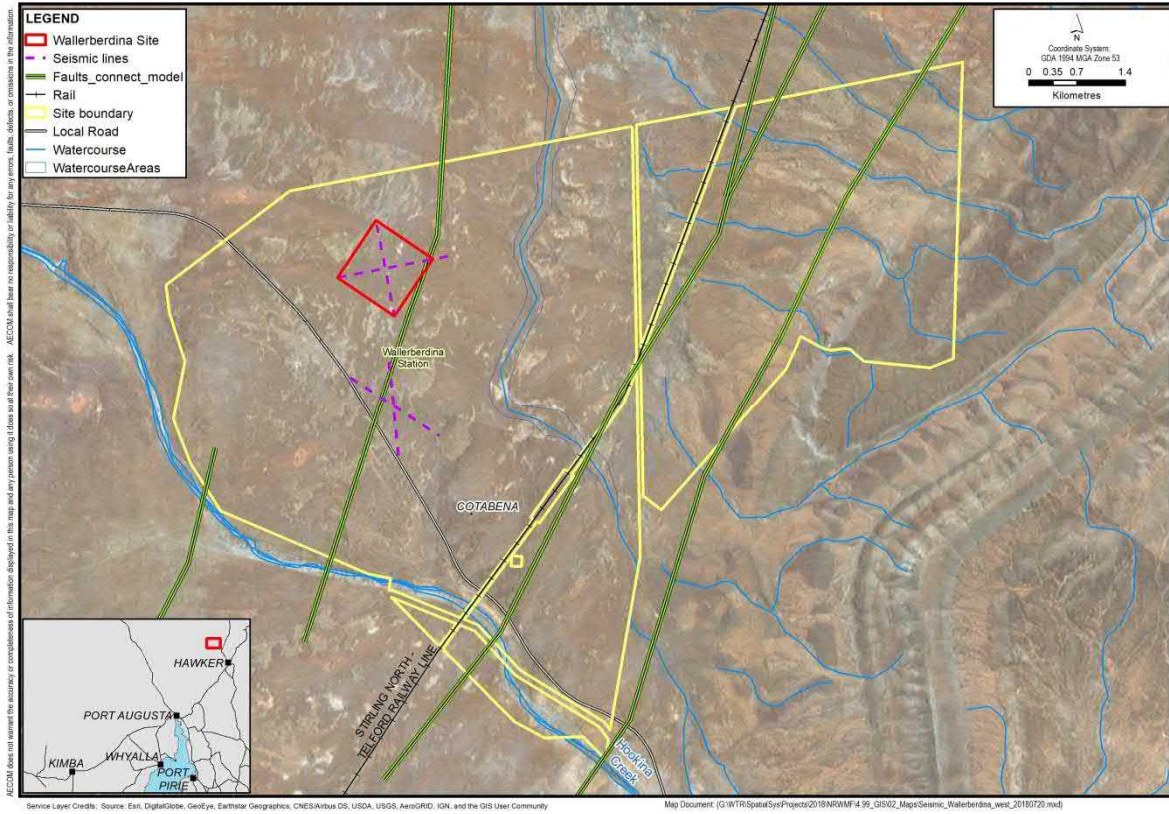 LEGEND
Wallerberdina Site
Seismic lines
Faults_connect_model
Rail
Site boundary
Local Road
Watercourse
WatercourseAreas
N
Coordinate System:
GDA 1994 MGA Zone 53
0 0.35 0.7 1.4
Kilometres
Wallerberdina
Station
COTABENA
STIRLING NORTH -
TELFORD RAILWAY LINE
Hookina
Creek
HAWKER
PORT AUGUSTA
WHYALLA
KIMBA
PORT
PIRIE
AECOM does not warrant the accuracy or completeness of information displayed in this map and any person using it does so at their own risk. AECOM shall bear no responsibility or liability for any errors, faults, defects, or omissions in the information.
Service Layer Credits: Source: Esri, DigitalGlobe, GeoEye, Earthstar Geographics, CNES/Airbus DS, USDA, USGS, AeroGRID, IGN, and the GIS User Community
Map Document: (G:\WTR\SpatialSys\Projects\2018\NRWMF\4.99_GIS\02_Maps\Seismic_Wallerberdina_west_20180720.mxd)